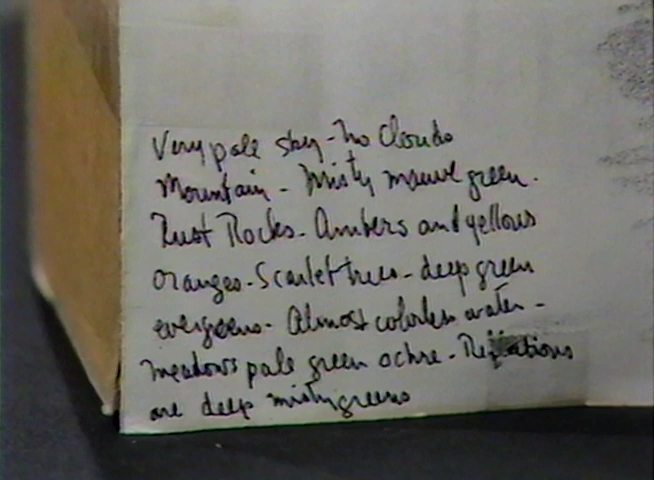 Very pale sky - No Clouds
Mountain - Misty mauve green.
Rust Rocks - Ambers and yellows
Oranges - Scarlet trees - deep green
evergreens - Almost colorless water -
meadows pale green ochre - Reflections
are deep misty greens